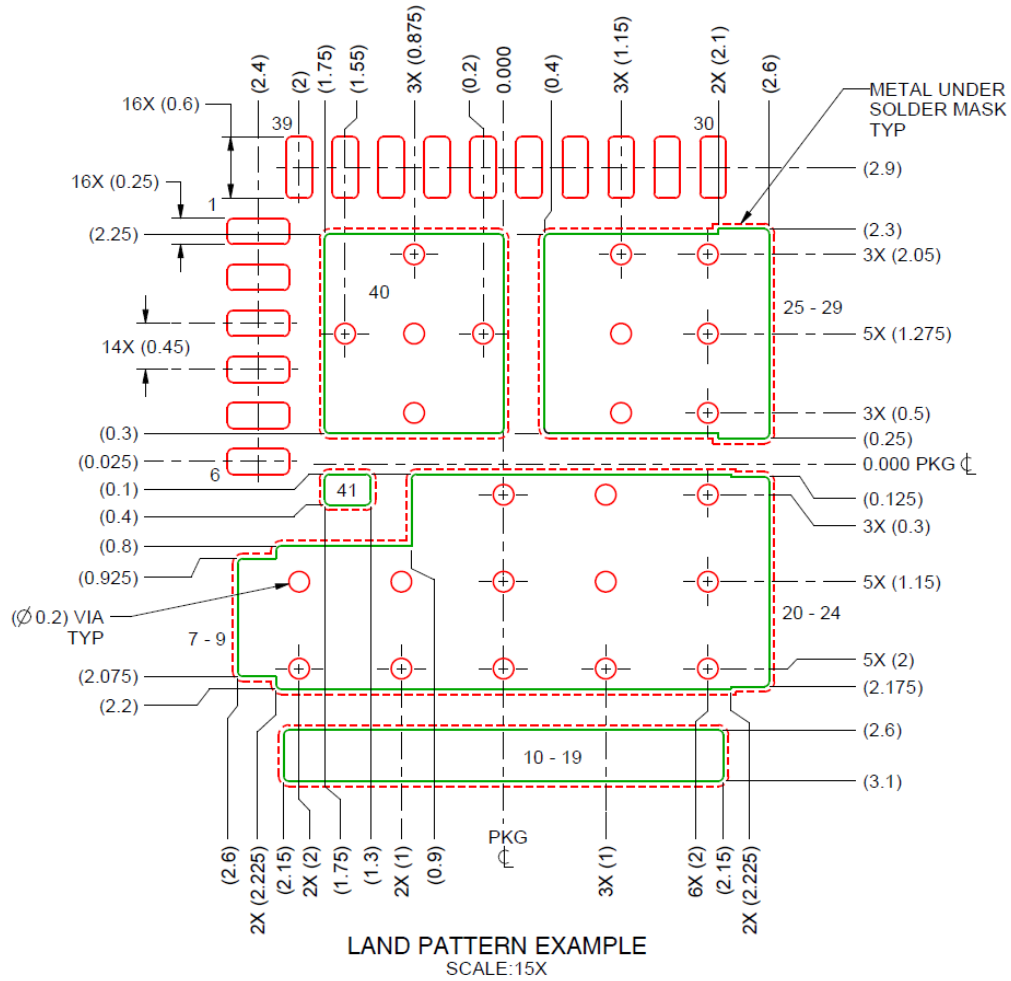 (2.4)
(2)
(1.75)
(1.55)
3X (0.875)
(0.2)
0.000
(0.4)
3X (1.15)
2X (2.1)
(2.6)
METAL UNDER
SOLDER MASK
TYP
16X (0.6)
39
30
(2.9)
16X (0.25)
1
(2.25)
(2.3)
3X (2.05)
40
25 - 29
5X (1.275)
14X (0.45)
3X (0.5)
(0.3)
(0.25)
(0.025)
0.000 PKG ℄
6
(0.1)
41
(0.125)
(0.4)
3X (0.3)
(0.8)
(0.925)
5X (1.15)
(Ø 0.2) VIA
TYP
7 - 9
20 - 24
5X (2)
(2.075)
(2.175)
(2.2)
(2.6)
10 - 19
(3.1)
PKG
℄
(2.6)
2X (2.225)
(2.15)
2X (2)
(1.75)
(1.3)
2X (1)
(0.9)
3X (1)
6X (2)
(2.15)
2X (2.225)
LAND PATTERN EXAMPLE
SCALE:15X